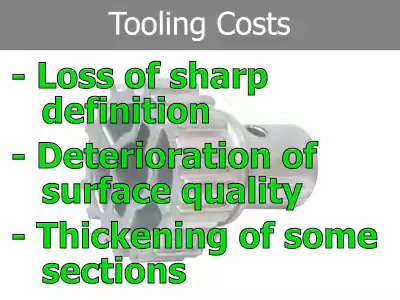 Tooling Costs
- Loss of sharp
definition
- Deterioration of
surface quality
- Thickening of some
sections